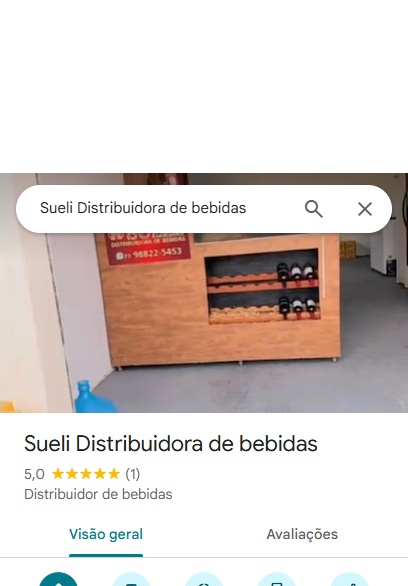 Sueli Distribuidora de bebidas
DISTRIBUIDORA DE BEBIDAS
71 98822-5453
Sueli Distribuidora de bebidas
5,0 ★★★★★ (1)
Distribuidor de bebidas
Visão geral
Avaliações